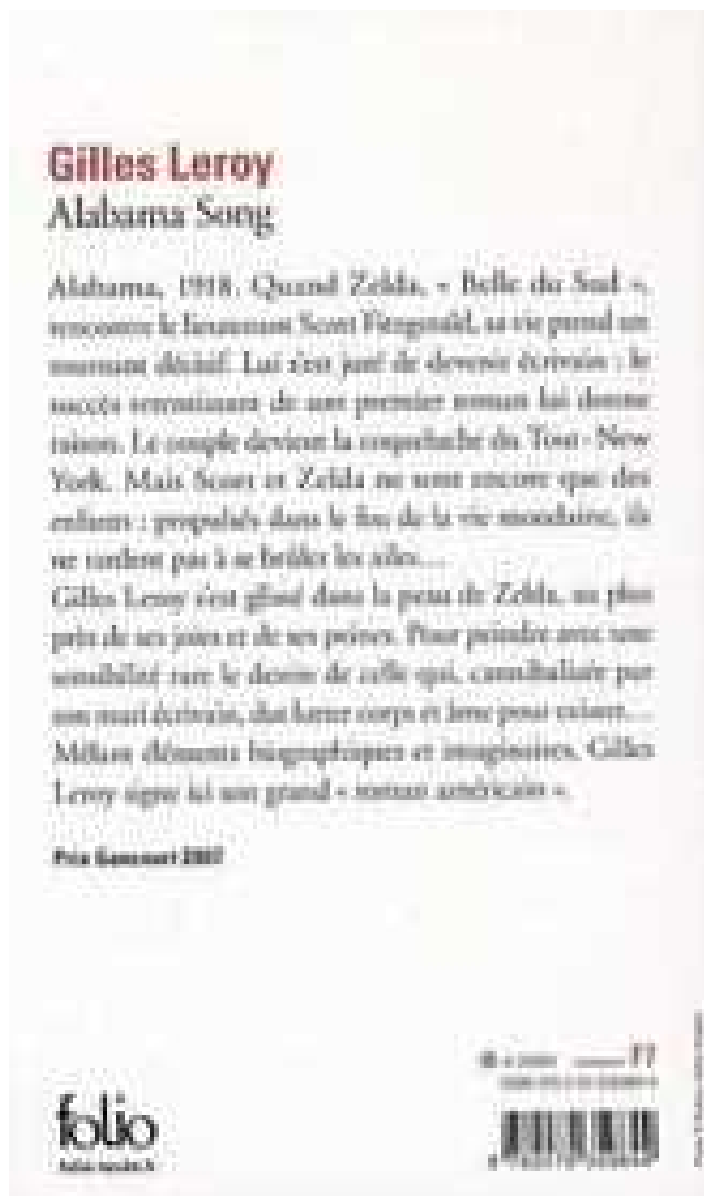 Gilles Leroy
Alabama Song
Alabama, 1918. Quand Zelda, « Belle du Sud »,
rencontre le lieutenant Scott Fitzgerald, sa vie prend un
tournant décisif. Lui s'est juré de devenir écrivain : le
succès retentissant de son premier roman lui donne
raison. Le couple devient la coqueluche du Tout-New
York. Mais Scott et Zelda ne sont encore que des
enfants : propulsés dans le feu de la vie mondaine, ils
ne tardent pas à se brûler les ailes…
Gilles Leroy s'est glissé dans la peau de Zelda, au plus
près de ses joies et de ses peines. Pour peindre avec une
sensibilité rare le destin de celle qui, cannibalisée par
son mari écrivain, dut lutter corps et âme pour exister…
Mêlant éléments biographiques et imaginaires, Gilles
Leroy signe ici son grand « roman américain ».
Prix Goncourt 2007
folio